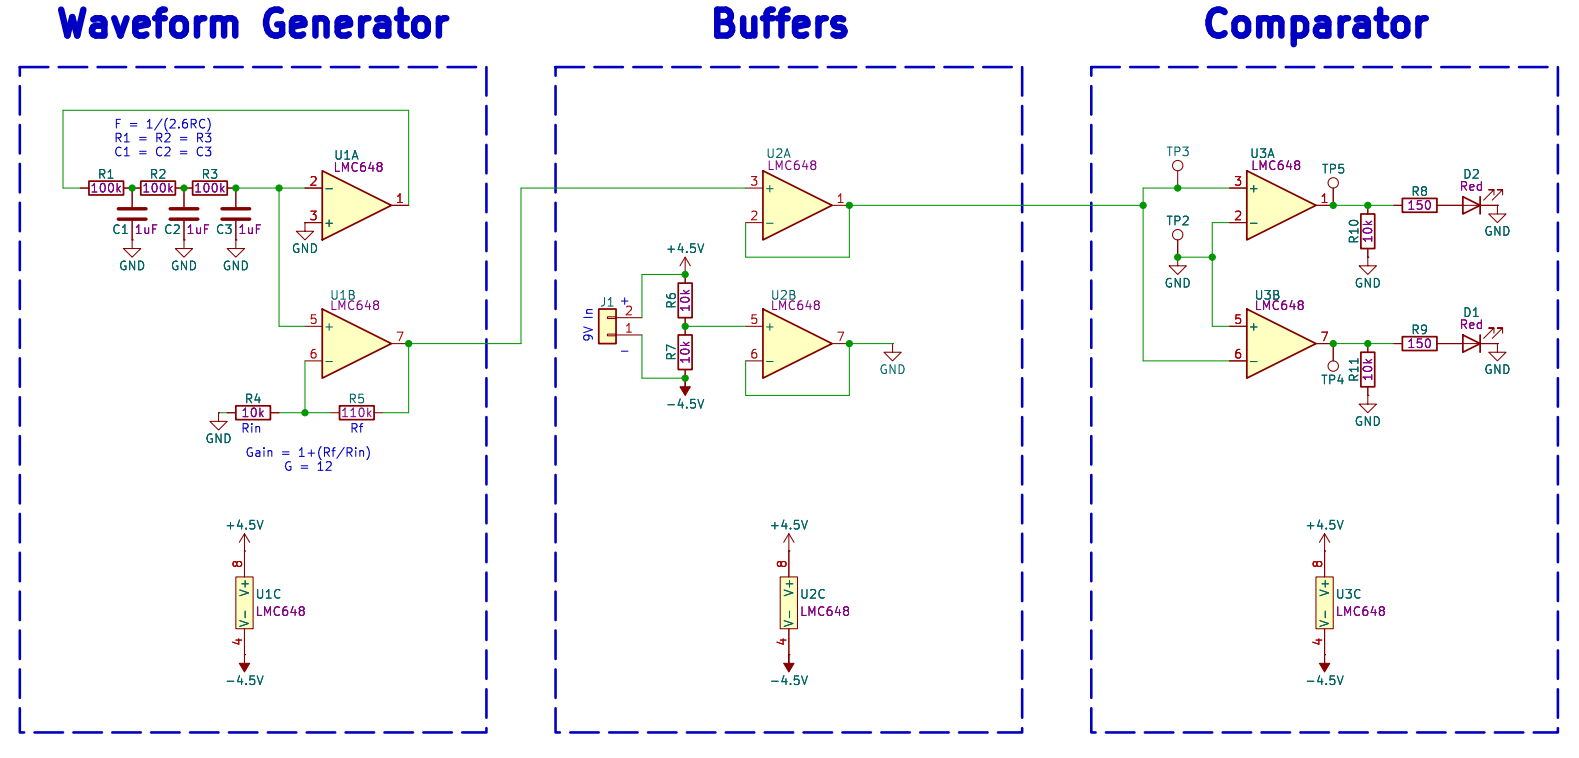 Waveform Generator
F = 1/(2.6RC)
R1 = R2 = R3
C1 = C2 = C3
R1
100k
R2
100k
R3
100k
C1
1uF
C2
1uF
C3
1uF
GND
GND
GND
U1A
LMC648
2
3
1
−
+
GND
U1B
LMC648
5
6
7
+
−
R4
10k
Rin
GND
R5
110k
Rf
Gain = 1+(Rf/Rin)
G = 12
+4.5V
8
V+
V-
4
U1C
LMC648
-4.5V
Buffers
U2A
LMC648
3
2
1
+
−
+4.5V
J1
+
2
1
−
9V In
R6
10k
R7
10k
-4.5V
U2B
LMC648
5
6
7
+
−
GND
+4.5V
8
V+
V-
4
U2C
LMC648
-4.5V
Comparator
TP3
TP2
GND
U3A
LMC648
3
2
1
+
−
TP5
R10
10k
GND
R8
150
D2
Red
GND
U3B
LMC648
5
6
7
+
−
TP4
R11
10k
GND
R9
150
D1
Red
GND
+4.5V
8
V+
V-
4
U3C
LMC648
-4.5V